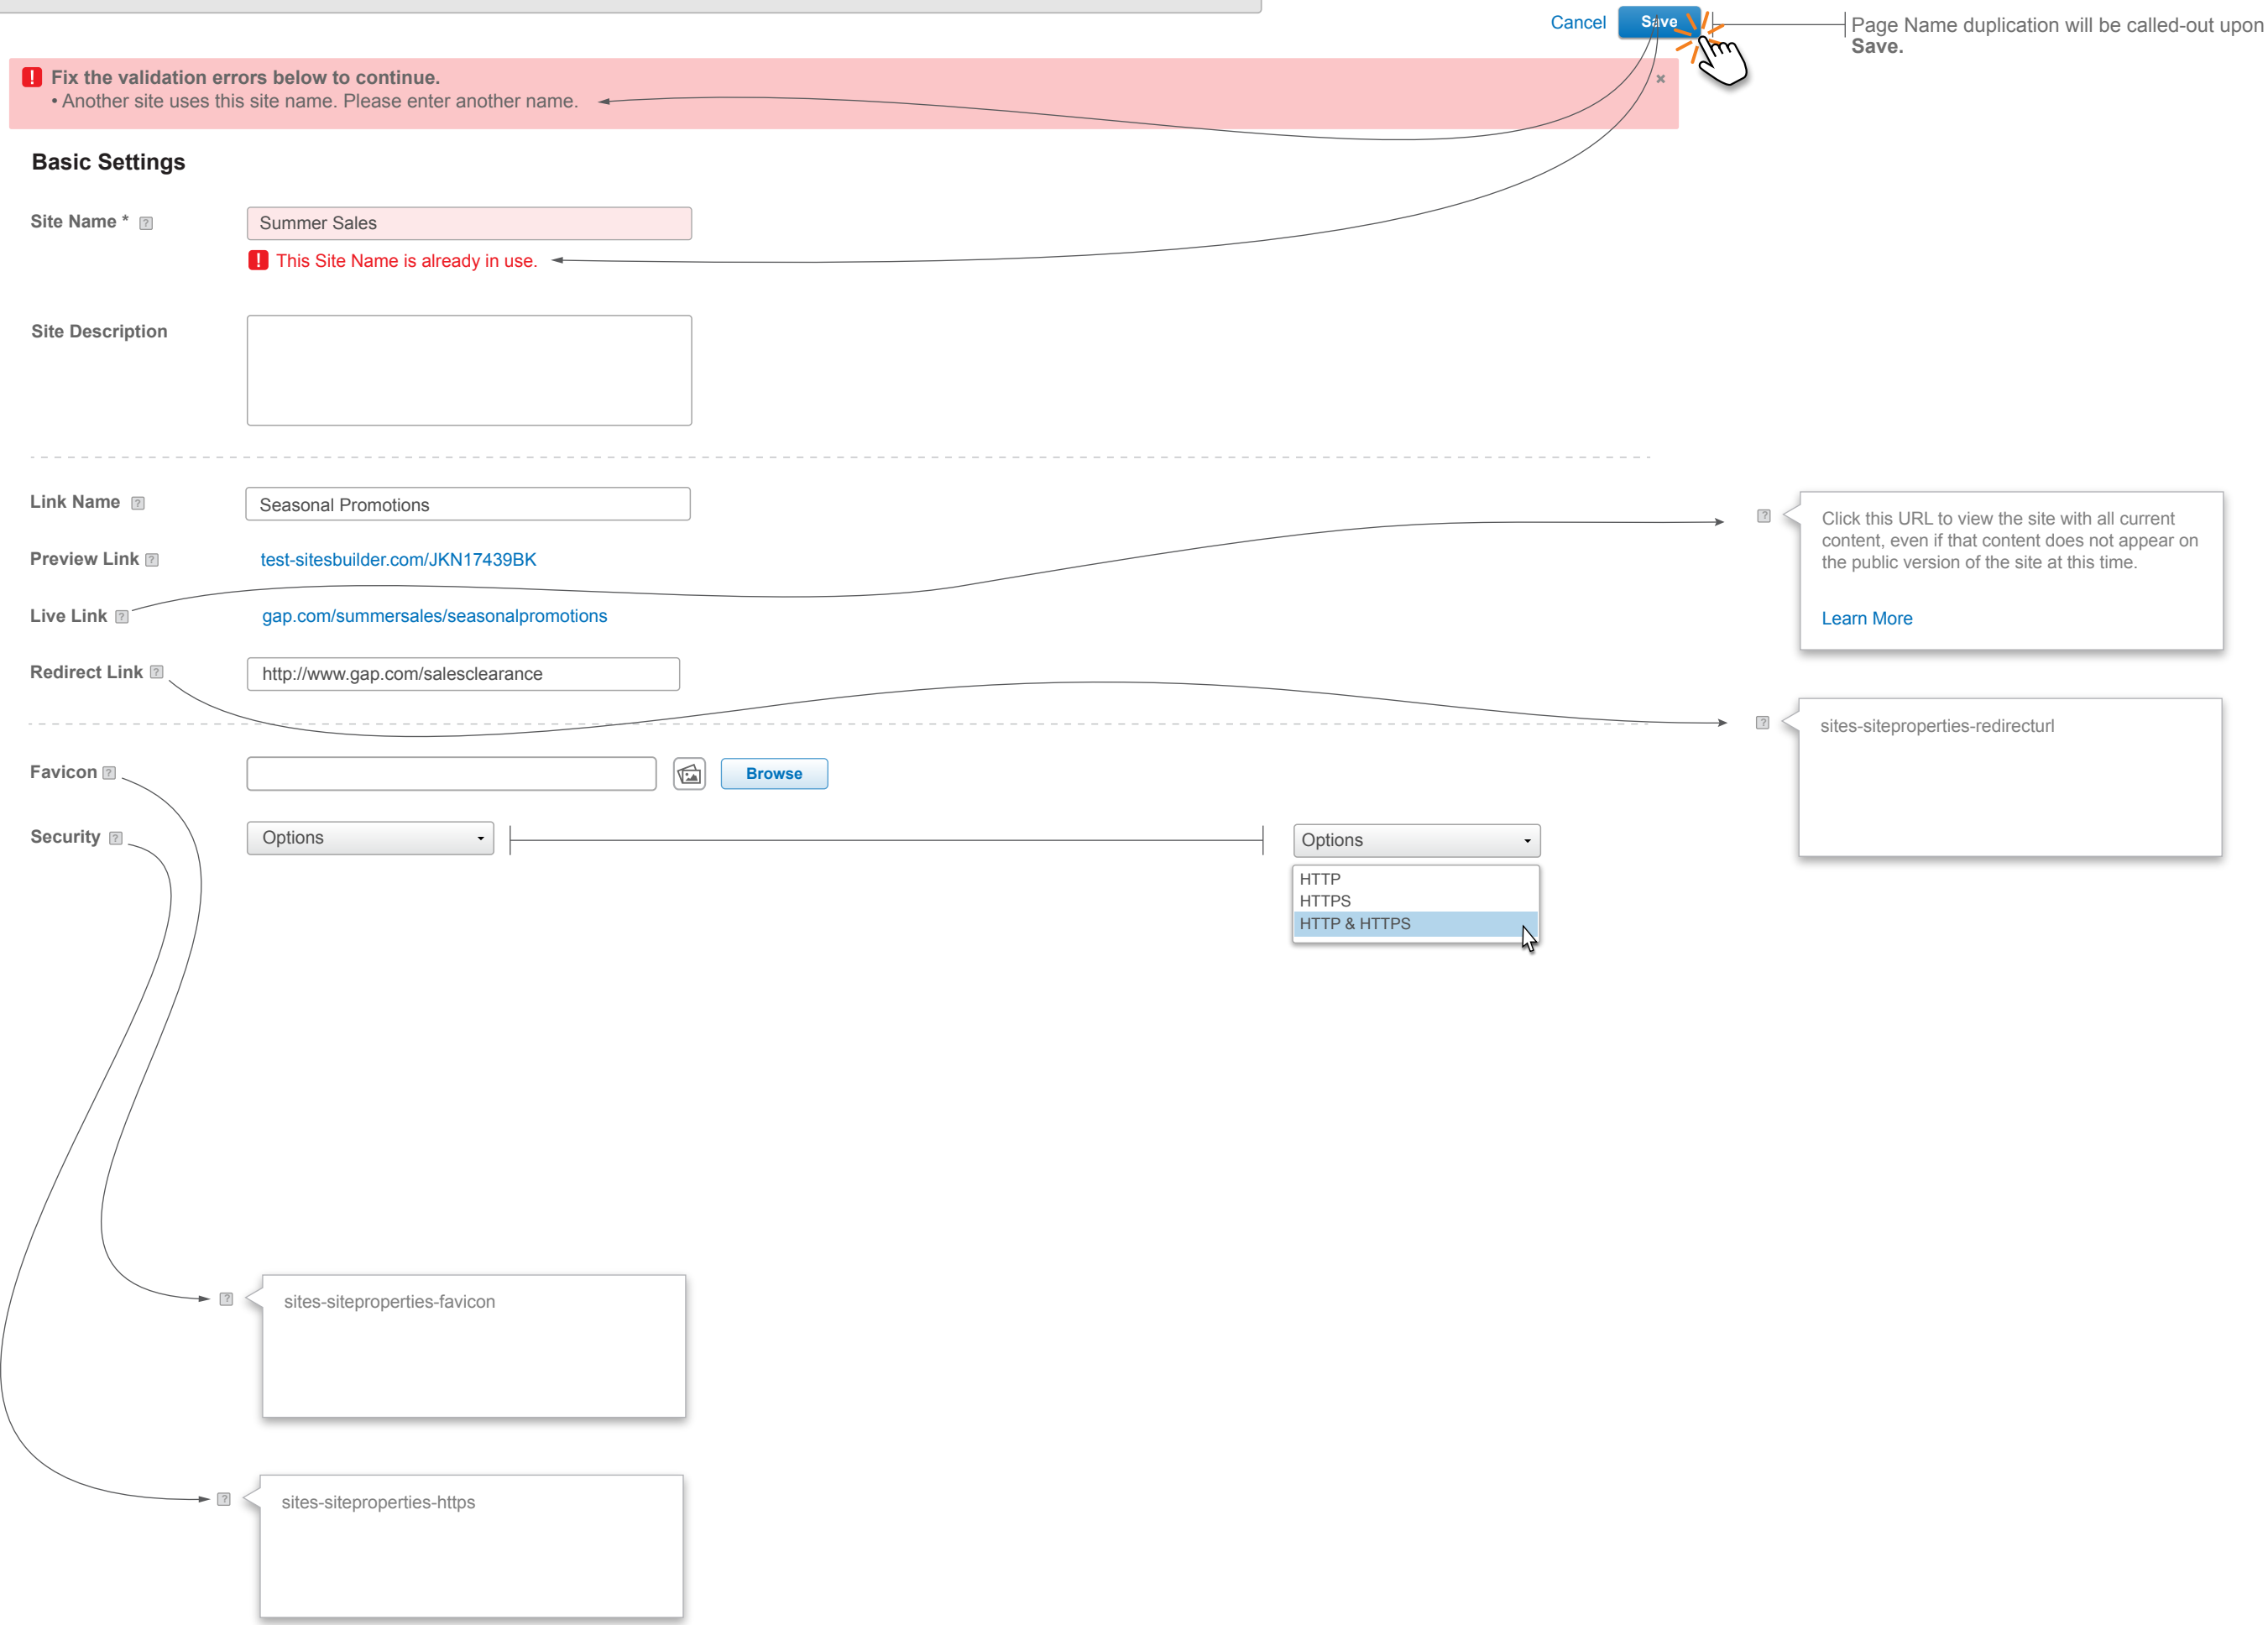 Cancel
Save
Page Name duplication will be called-out upon
Save.
! Fix the validation errors below to continue.
• Another site uses this site name. Please enter another name.
Basic Settings
Site Name * ?
Summer Sales
! This Site Name is already in use.
Site Description
Link Name ?
Seasonal Promotions
?
Click this URL to view the site with all current
content, even if that content does not appear on
the public version of the site at this time.
Learn More
Preview Link ?
test-sitesbuilder.com/JKN17439BK
Live Link ?
gap.com/summersales/seasonalpromotions
Redirect Link ?
http://www.gap.com/salesclearance
?
sites-siteproperties-redirecturl
Favicon ?
Browse
Security ?
Options
Options
HTTP
HTTPS
HTTP & HTTPS
?
sites-siteproperties-favicon
?
sites-siteproperties-https